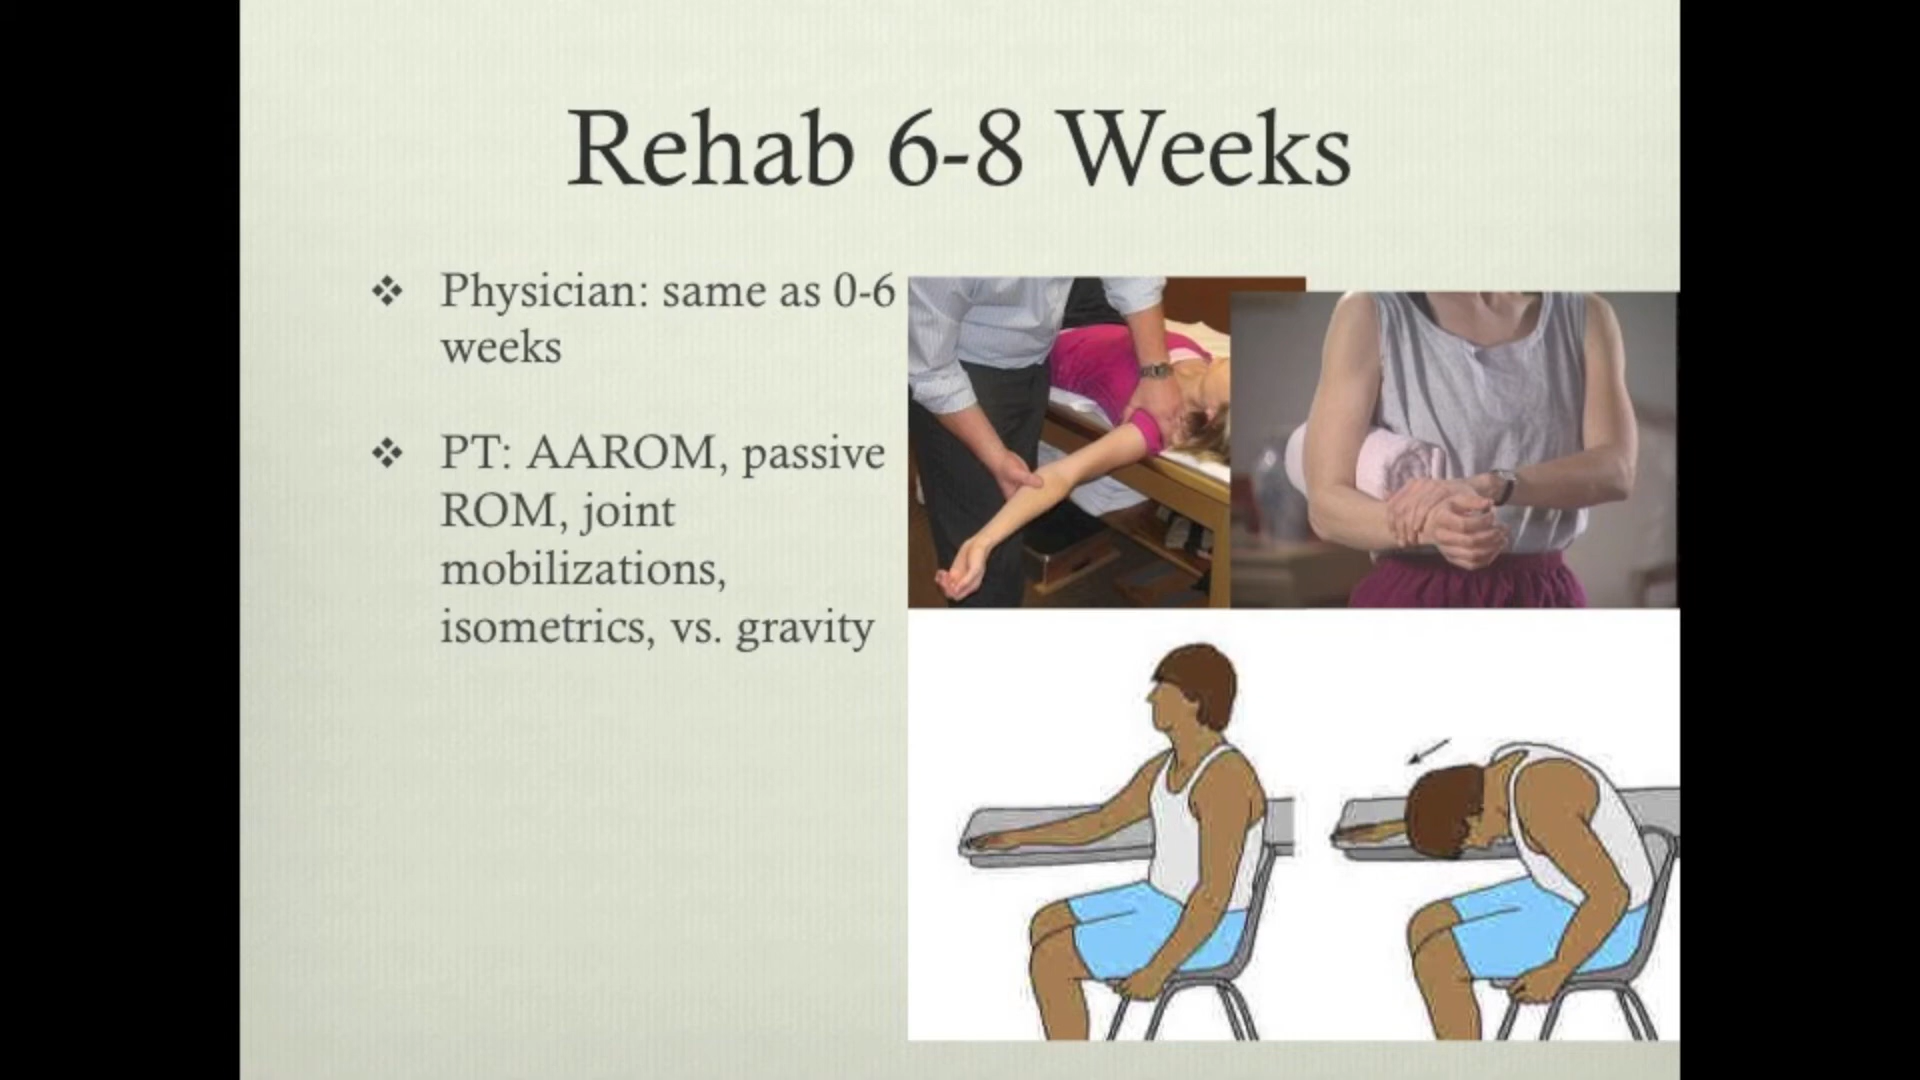 Rehab 6-8 Weeks
Physician: same as 0-6
weeks
PT: AAROM, passive
ROM, joint
mobilizations,
isometrics, vs. gravity